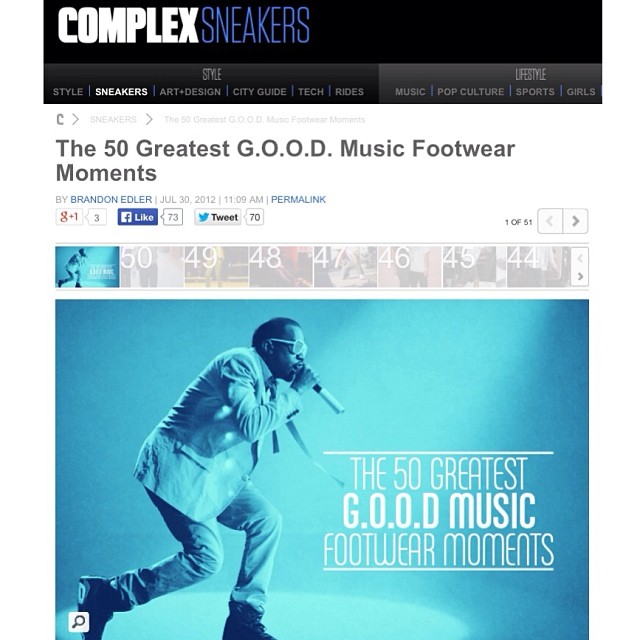 COMPLEX SNEAKERS
STYLE LIFESTYLE
STYLE | SNEAKERS | ART+DESIGN | CITY GUIDE | TECH | RIDES MUSIC | POP CULTURE | SPORTS | GIRLS |
C > SNEAKERS > The 50 Greatest G.O.O.D. Music Footwear Moments
The 50 Greatest G.O.O.D. Music Footwear
Moments
BY BRANDON EDLER | JUL 30, 2012 | 11:09 AM | PERMALINK
g+1 3 Like 73 Tweet 70
1 OF 51
50 49 48 47 46 45 44
THE 50 GREATEST
G.O.O.D MUSIC
FOOTWEAR MOMENTS